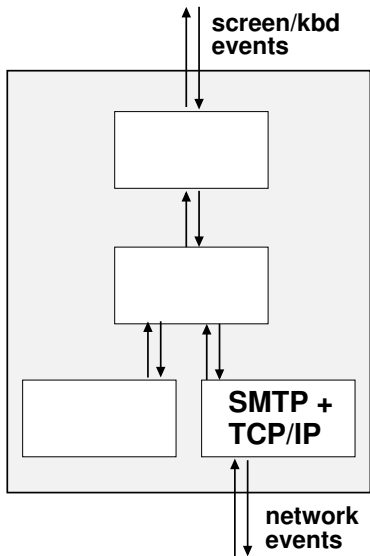 screen/kbd
events
SMTP +
TCP/IP
network
events